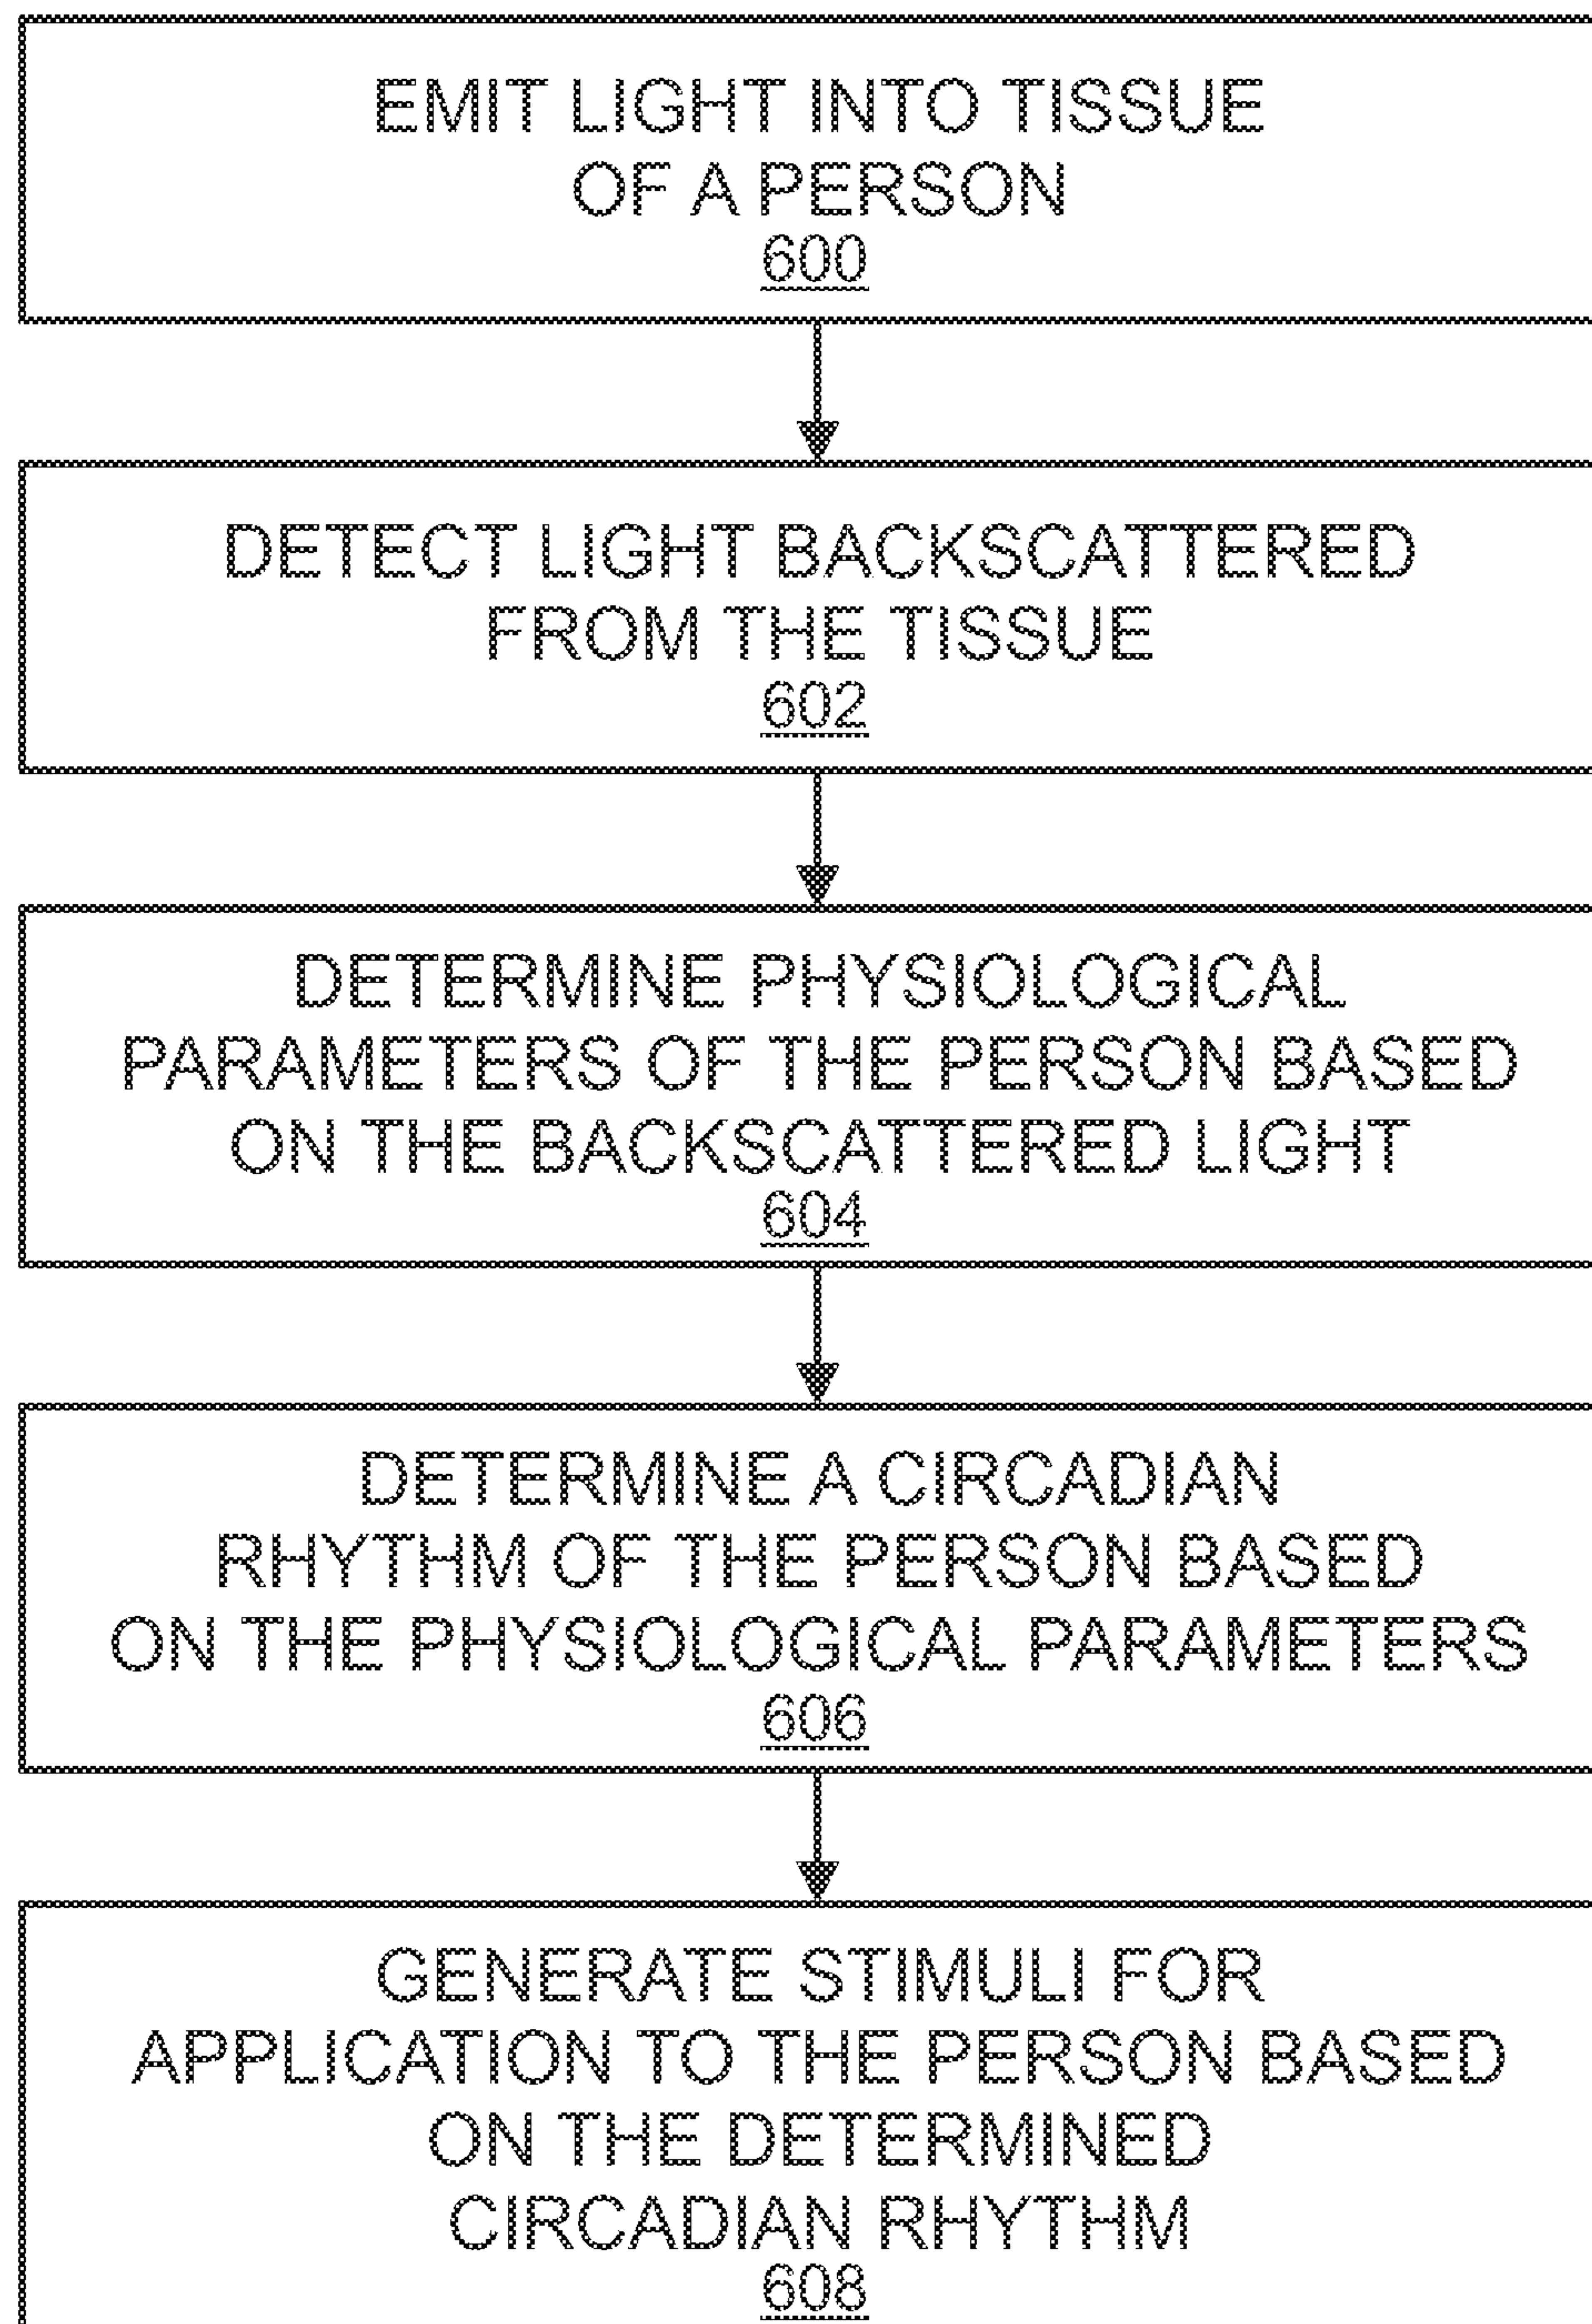 EMIT LIGHT INTO TISSUE
OF A PERSON
600
DETECT LIGHT BACKSCATTERED
FROM THE TISSUE
602
DETERMINE PHYSIOLOGICAL
PARAMETERS OF THE PERSON BASED
ON THE BACKSCATTERED LIGHT
604
DETERMINE A CIRCADIAN
RHYTHM OF THE PERSON BASED
ON THE PHYSIOLOGICAL PARAMETERS
606
GENERATE STIMULI FOR
APPLICATION TO THE PERSON BASED
ON THE DETERMINED
CIRCADIAN RHYTHM
608